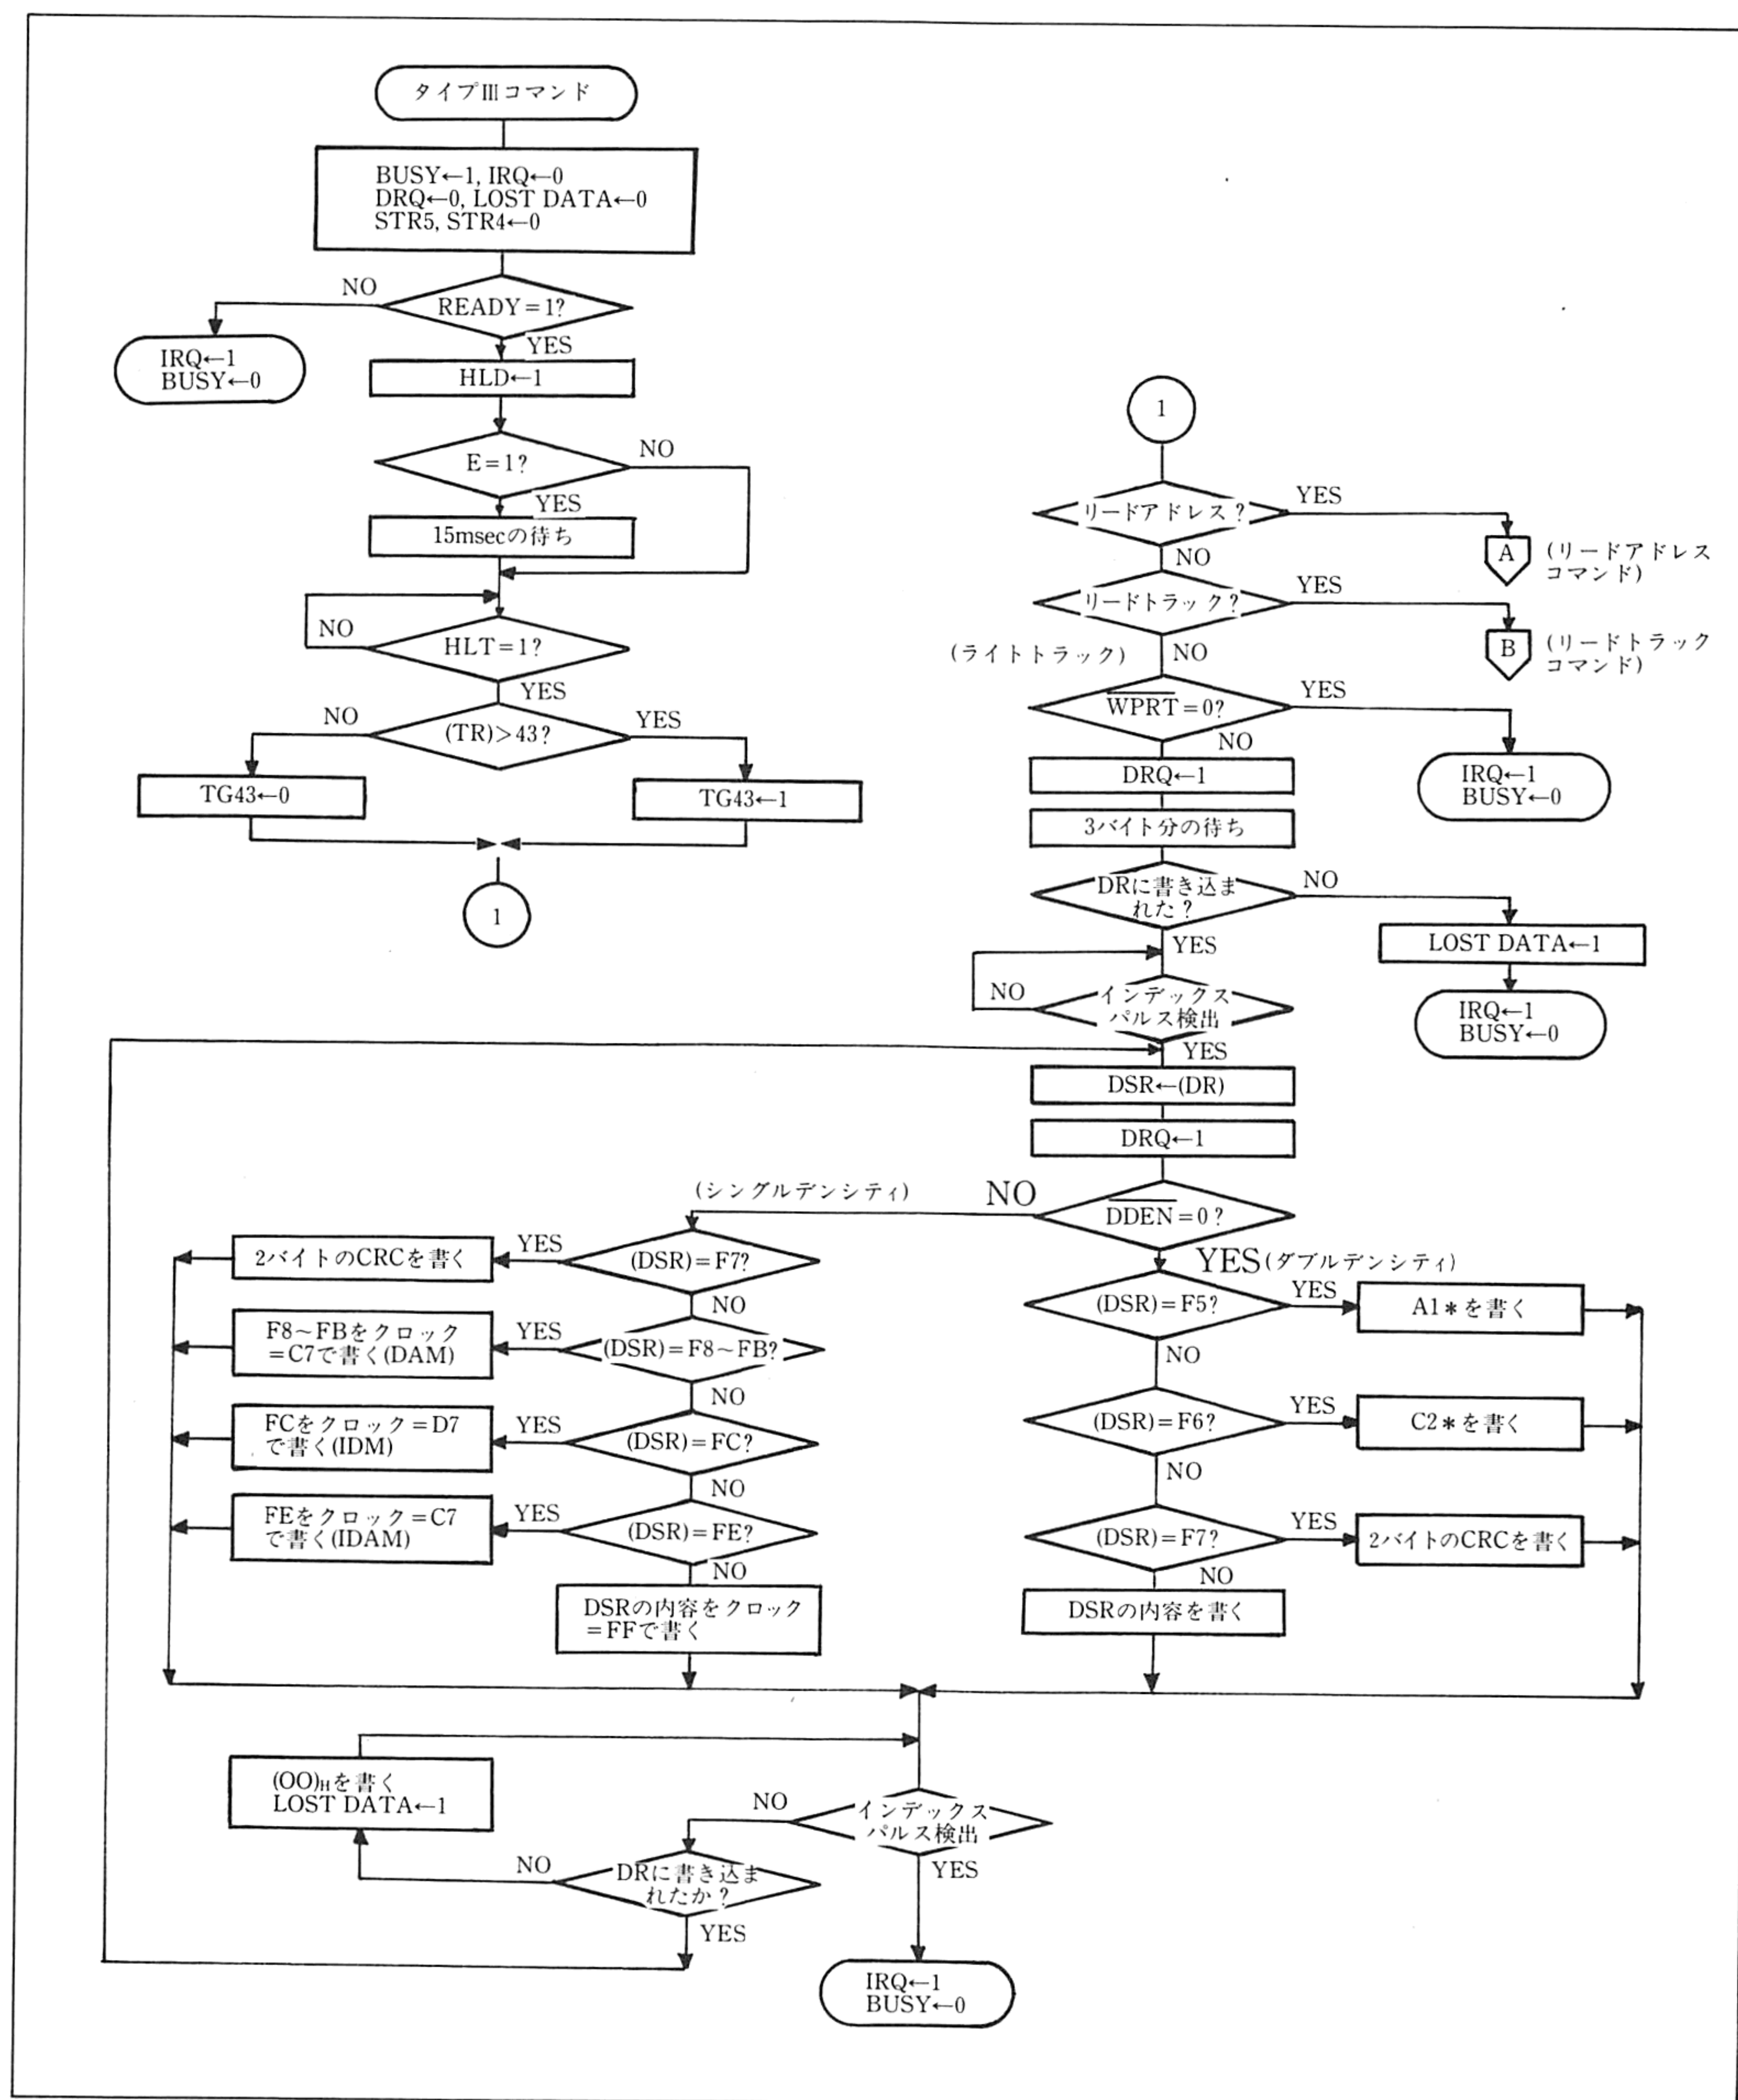 タイプⅢコマンド
BUSY←1, IRQ←0
DRQ←0, LOST DATA←0
STR5, STR4←0
NO
READY=1?
YES
IRQ←1
BUSY←0
HLD←1
E=1?
NO
YES
15msecの待ち
NO
HLT=1?
YES
NO
(TR)>43?
YES
TG43←0
TG43←1
1
1
リードアドレス?
YES
A
(リードアドレス
コマンド)
NO
リードトラック?
YES
B
(リードトラック
コマンド)
(ライトトラック)
NO
W̅P̅R̅T̅=0?
YES
IRQ←1
BUSY←0
NO
DRQ←1
3バイト分の待ち
DRに書き込ま
れた?
NO
LOST DATA←1
IRQ←1
BUSY←0
YES
NO
インデックス
パルス検出
YES
DSR←(DR)
DRQ←1
(シングルデンシティ)
NO
D̅D̅E̅N̅=0?
YES(ダブルデンシティ)
(DSR)=F7?
YES
2バイトのCRCを書く
NO
(DSR)=F8~FB?
YES
F8~FBをクロック
=C7で書く(DAM)
NO
(DSR)=FC?
YES
FCをクロック=D7
で書く(IDM)
NO
(DSR)=FE?
YES
FEをクロック=C7
で書く(IDAM)
NO
DSRの内容をクロック
=FFで書く
(DSR)=F5?
YES
A1*を書く
NO
(DSR)=F6?
YES
C2*を書く
NO
(DSR)=F7?
YES
2バイトのCRCを書く
NO
DSRの内容を書く
(OO)Hを書く
LOST DATA←1
NO
インデックス
パルス検出
YES
NO
DRに書き込ま
れたか?
YES
IRQ←1
BUSY←0